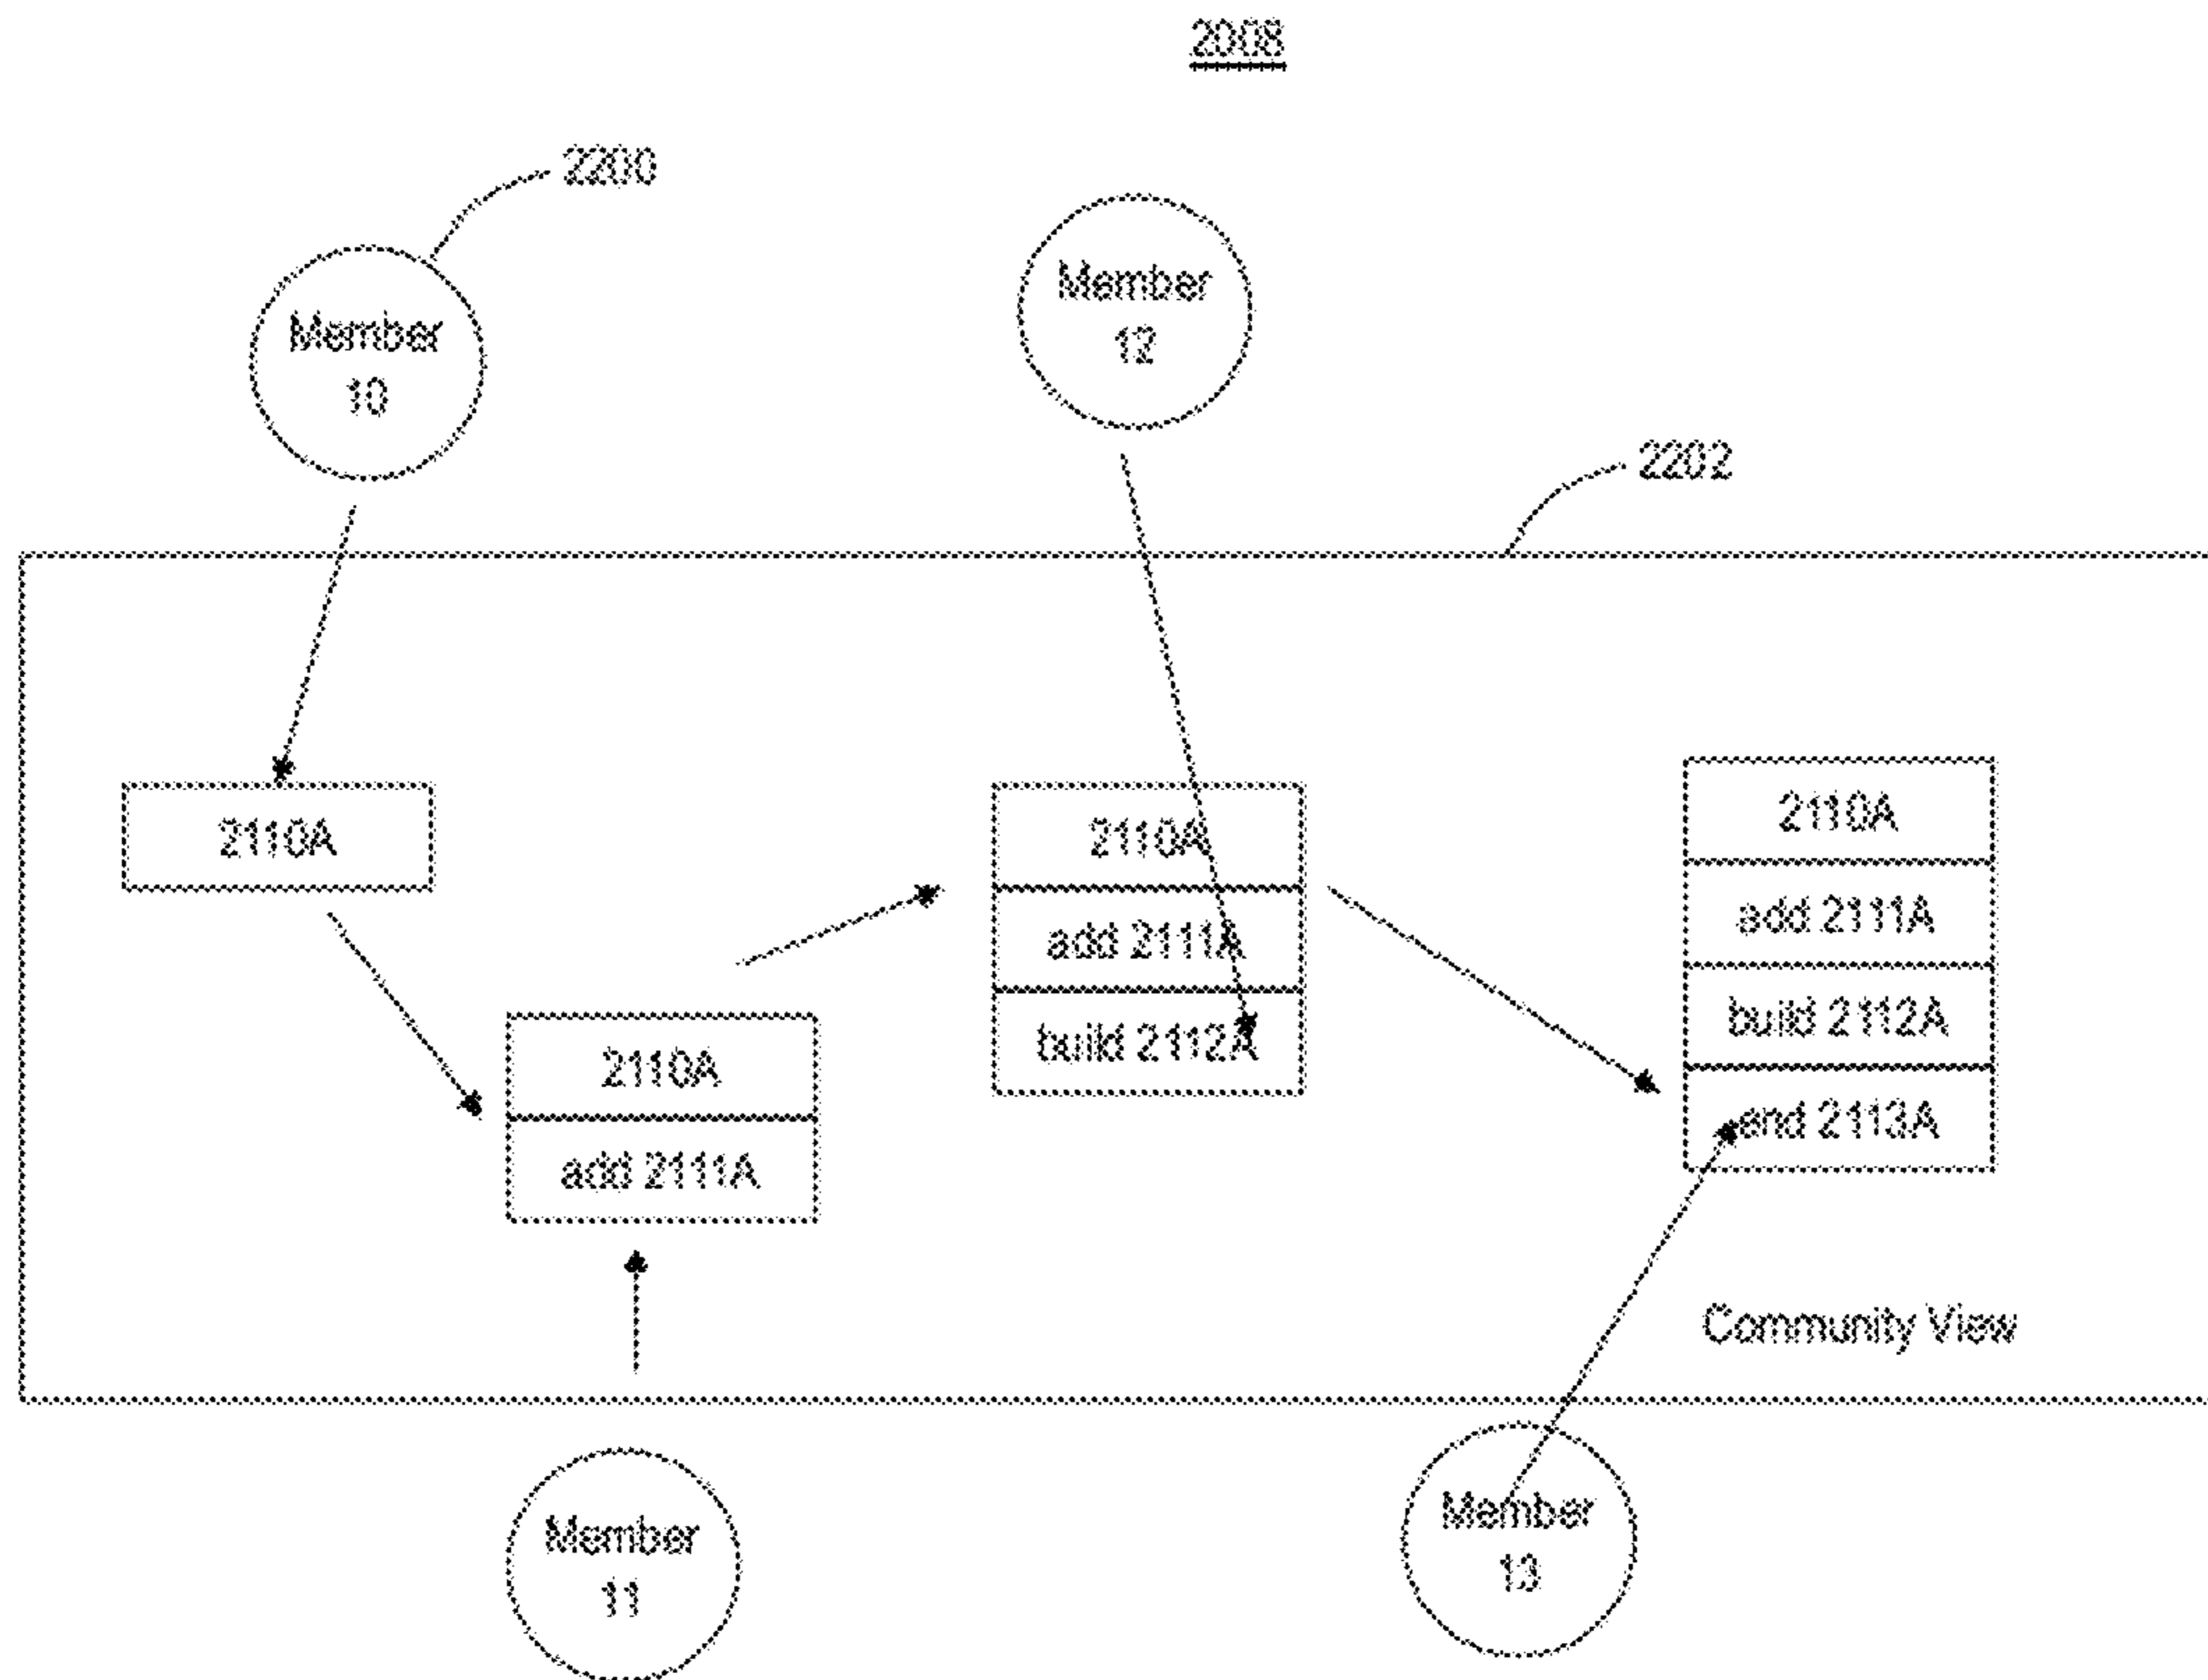 2008
2200
Member
10
Member
12
2202
2110A
2110A
add 2111A
2110A
add 2111A
build 2112A
2110A
add 2111A
build 2112A
end 2113A
Community View
Member
11
Member
13